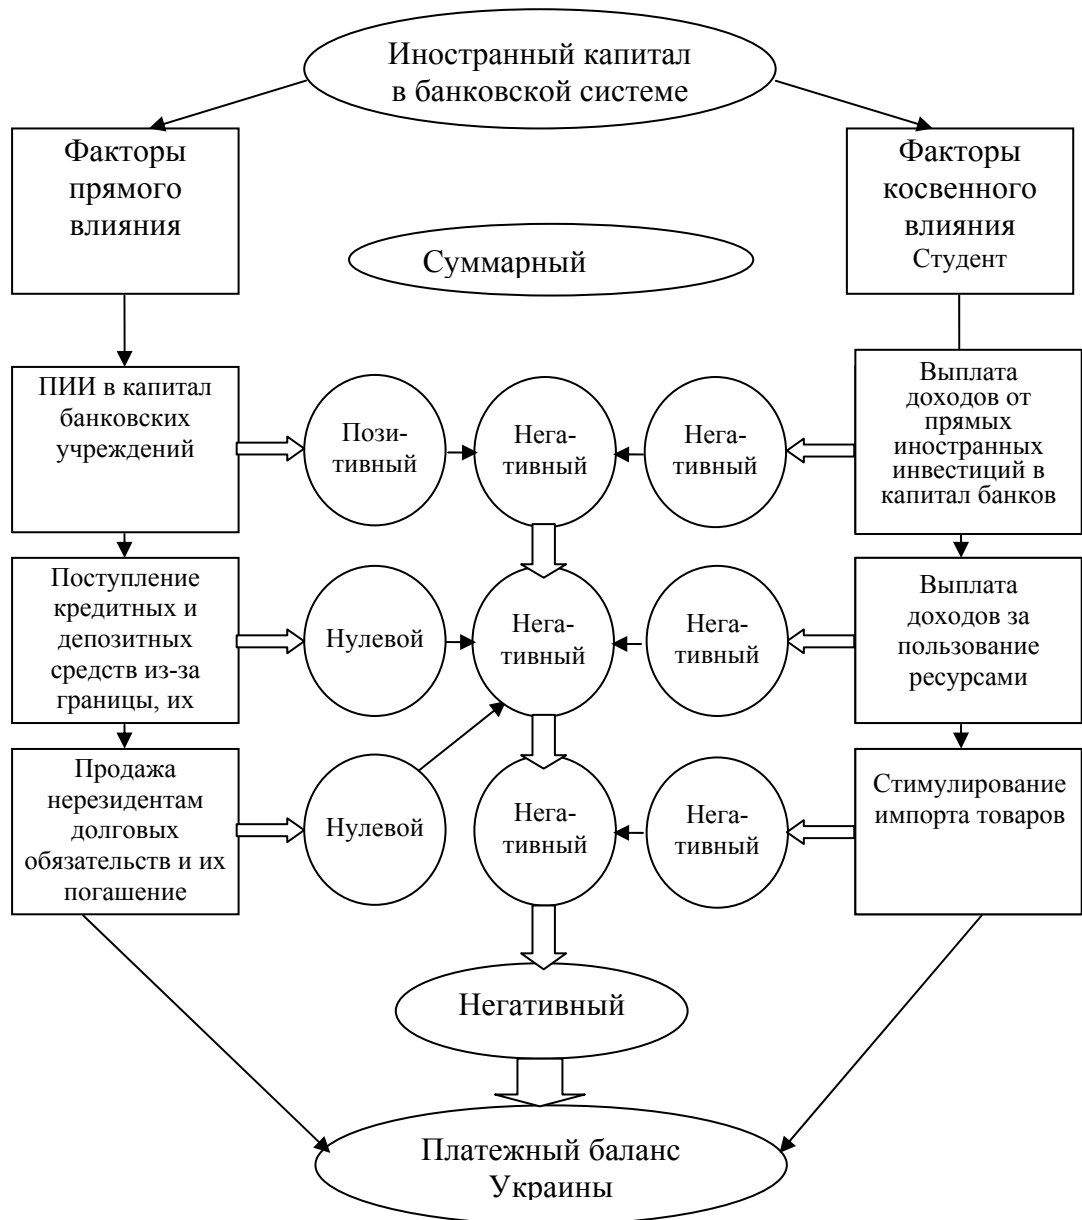 Иностранный капитал
в банковской системе
Факторы
прямого
влияния
Факторы
косвенного
влияния
Студент
Суммарный
ПИИ в капитал
банковских
учреждений
Пози-
тивный
Нега-
тивный
Нега-
тивный
Выплата
доходов от
прямых
иностранных
инвестиций в
капитал банков
Поступление
кредитных и
депозитных
средств из-за
границы, их
Нулевой
Нега-
тивный
Нега-
тивный
Выплата
доходов за
пользование
ресурсами
Продажа
нерезидентам
долговых
обязательств и их
погашение
Нулевой
Нега-
тивный
Нега-
тивный
Стимулирование
импорта товаров
Негативный
Платежный баланс
Украины